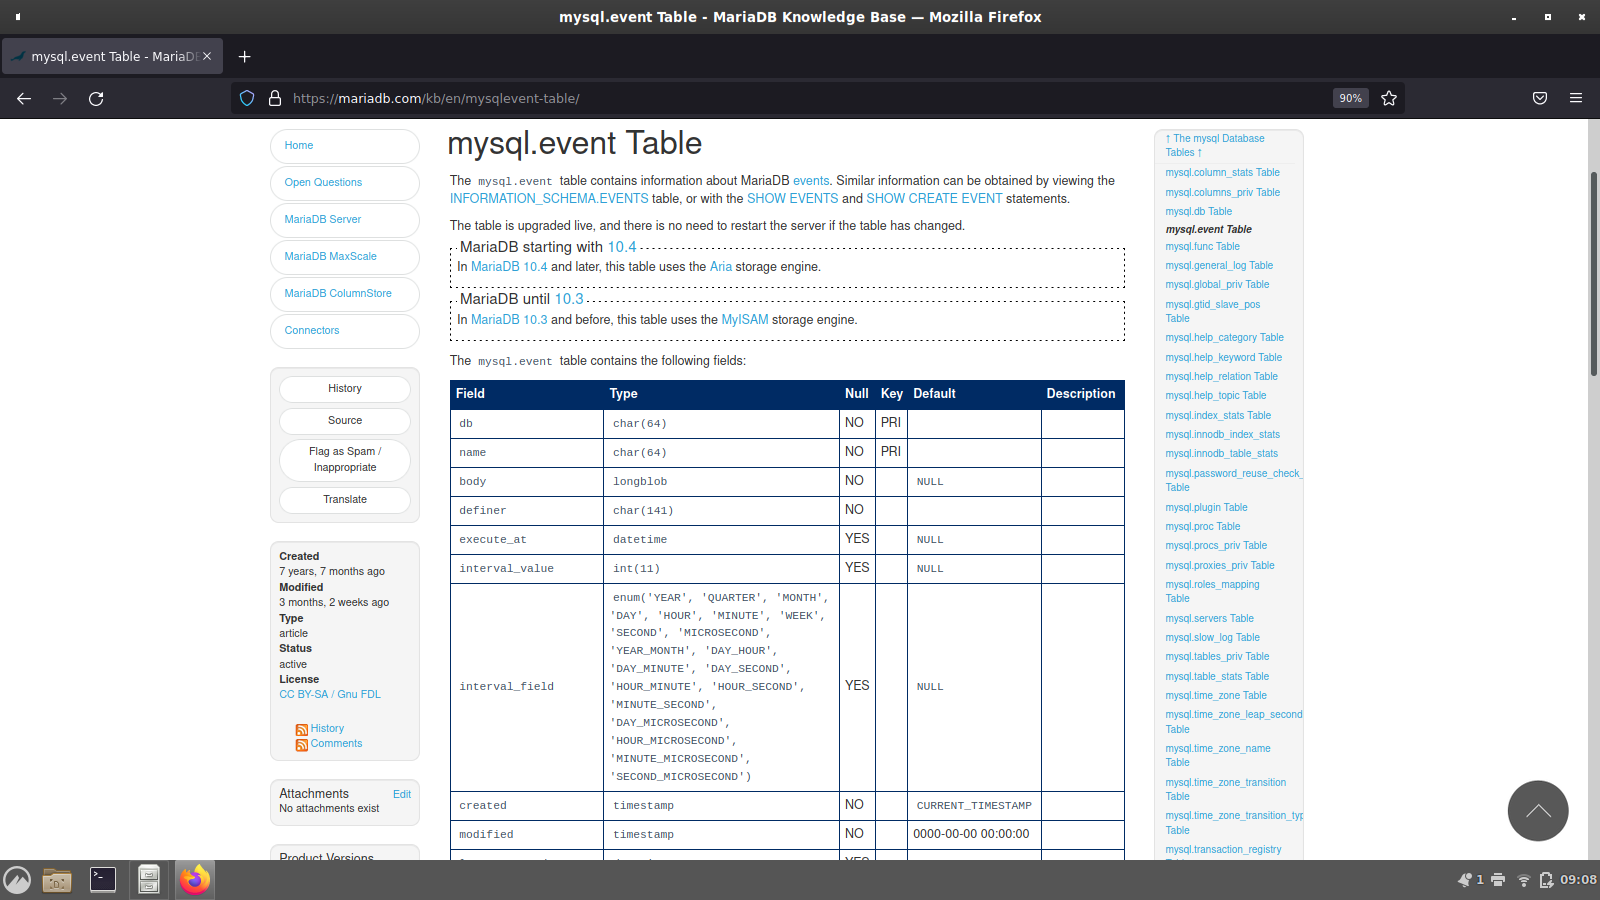 mysql.event Table - MariaDB Knowledge Base — Mozilla Firefox
mysql.event Table - MariaDB
https://mariadb.com/kb/en/mysqlevent-table/
90%
Home
Open Questions
MariaDB Server
MariaDB MaxScale
MariaDB ColumnStore
Connectors
History
Source
Flag as Spam /
Inappropriate
Translate
Created
7 years, 7 months ago
Modified
3 months, 2 weeks ago
Type
article
Status
active
License
CC BY-SA / Gnu FDL
History
Comments
Attachments Edit
No attachments exist
Product Versions
mysql.event Table
The mysql.event table contains information about MariaDB events. Similar information can be obtained by viewing the
INFORMATION_SCHEMA.EVENTS table, or with the SHOW EVENTS and SHOW CREATE EVENT statements.
The table is upgraded live, and there is no need to restart the server if the table has changed.
MariaDB starting with 10.4
In MariaDB 10.4 and later, this table uses the Aria storage engine.
MariaDB until 10.3
In MariaDB 10.3 and before, this table uses the MyISAM storage engine.
The mysql.event table contains the following fields:
Field Type Null Key Default Description
db char(64) NO PRI
name char(64) NO PRI
body longblob NO NULL
definer char(141) NO
execute_at datetime YES NULL
interval_value int(11) YES NULL
enum('YEAR', 'QUARTER', 'MONTH',
'DAY', 'HOUR', 'MINUTE', 'WEEK',
'SECOND', 'MICROSECOND',
'YEAR_MONTH', 'DAY_HOUR',
'DAY_MINUTE', 'DAY_SECOND',
interval_field 'HOUR_MINUTE', 'HOUR_SECOND', YES NULL
'MINUTE_SECOND',
'DAY_MICROSECOND',
'HOUR_MICROSECOND',
'MINUTE_MICROSECOND',
'SECOND_MICROSECOND')
created timestamp NO CURRENT_TIMESTAMP
modified timestamp NO 0000-00-00 00:00:00
↑ The mysql Database
Tables ↑
mysql.column_stats Table
mysql.columns_priv Table
mysql.db Table
mysql.event Table
mysql.func Table
mysql.general_log Table
mysql.global_priv Table
mysql.gtid_slave_pos
Table
mysql.help_category Table
mysql.help_keyword Table
mysql.help_relation Table
mysql.help_topic Table
mysql.index_stats Table
mysql.innodb_index_stats
mysql.innodb_table_stats
mysql.password_reuse_check_
Table
mysql.plugin Table
mysql.proc Table
mysql.procs_priv Table
mysql.proxies_priv Table
mysql.roles_mapping
Table
mysql.servers Table
mysql.slow_log Table
mysql.tables_priv Table
mysql.table_stats Table
mysql.time_zone Table
mysql.time_zone_leap_second
Table
mysql.time_zone_name
Table
mysql.time_zone_transition
Table
mysql.time_zone_transition_typ
Table
mysql.transaction_registry
1
09:08